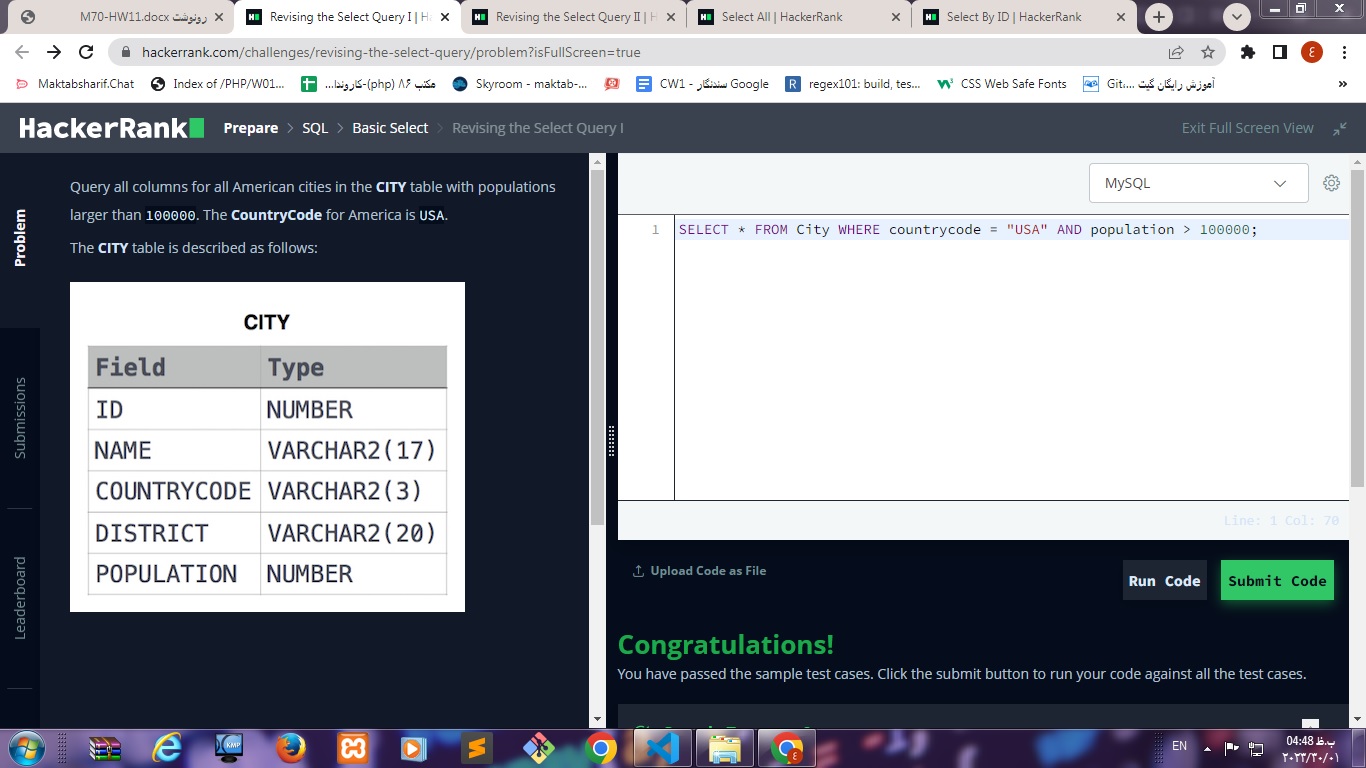 M70-HW11.docx رونوشت
Revising the Select Query I | H
Revising the Select Query II | H
Select All | HackerRank
Select By ID | HackerRank
hackerrank.com/challenges/revising-the-select-query/problem?isFullScreen=true
Maktabsharif.Chat
Index of /PHP/W01...
مکتب ۸۶ (php)-کاروندا...
Skyroom - maktab-...
CW1 - سندنگار Google
regex101: build, tes...
CSS Web Safe Fonts
آموزش رایگان گیت ...Git
»
HackerRank
Prepare > SQL > Basic Select > Revising the Select Query I
Exit Full Screen View
Problem
Submissions
Leaderboard
Query all columns for all American cities in the CITY table with populations
larger than 100000. The CountryCode for America is USA.
The CITY table is described as follows:
CITY
Field Type
ID NUMBER
NAME VARCHAR2(17)
COUNTRYCODE VARCHAR2(3)
DISTRICT VARCHAR2(20)
POPULATION NUMBER
MySQL
1 SELECT * FROM City WHERE countrycode = "USA" AND population > 100000;
Line: 1 Col: 70
Upload Code as File
Run Code
Submit Code
Congratulations!
You have passed the sample test cases. Click the submit button to run your code against all the test cases.
EN
04:48 ب.ظ
۲۰۲۳/۲۰/۰۱